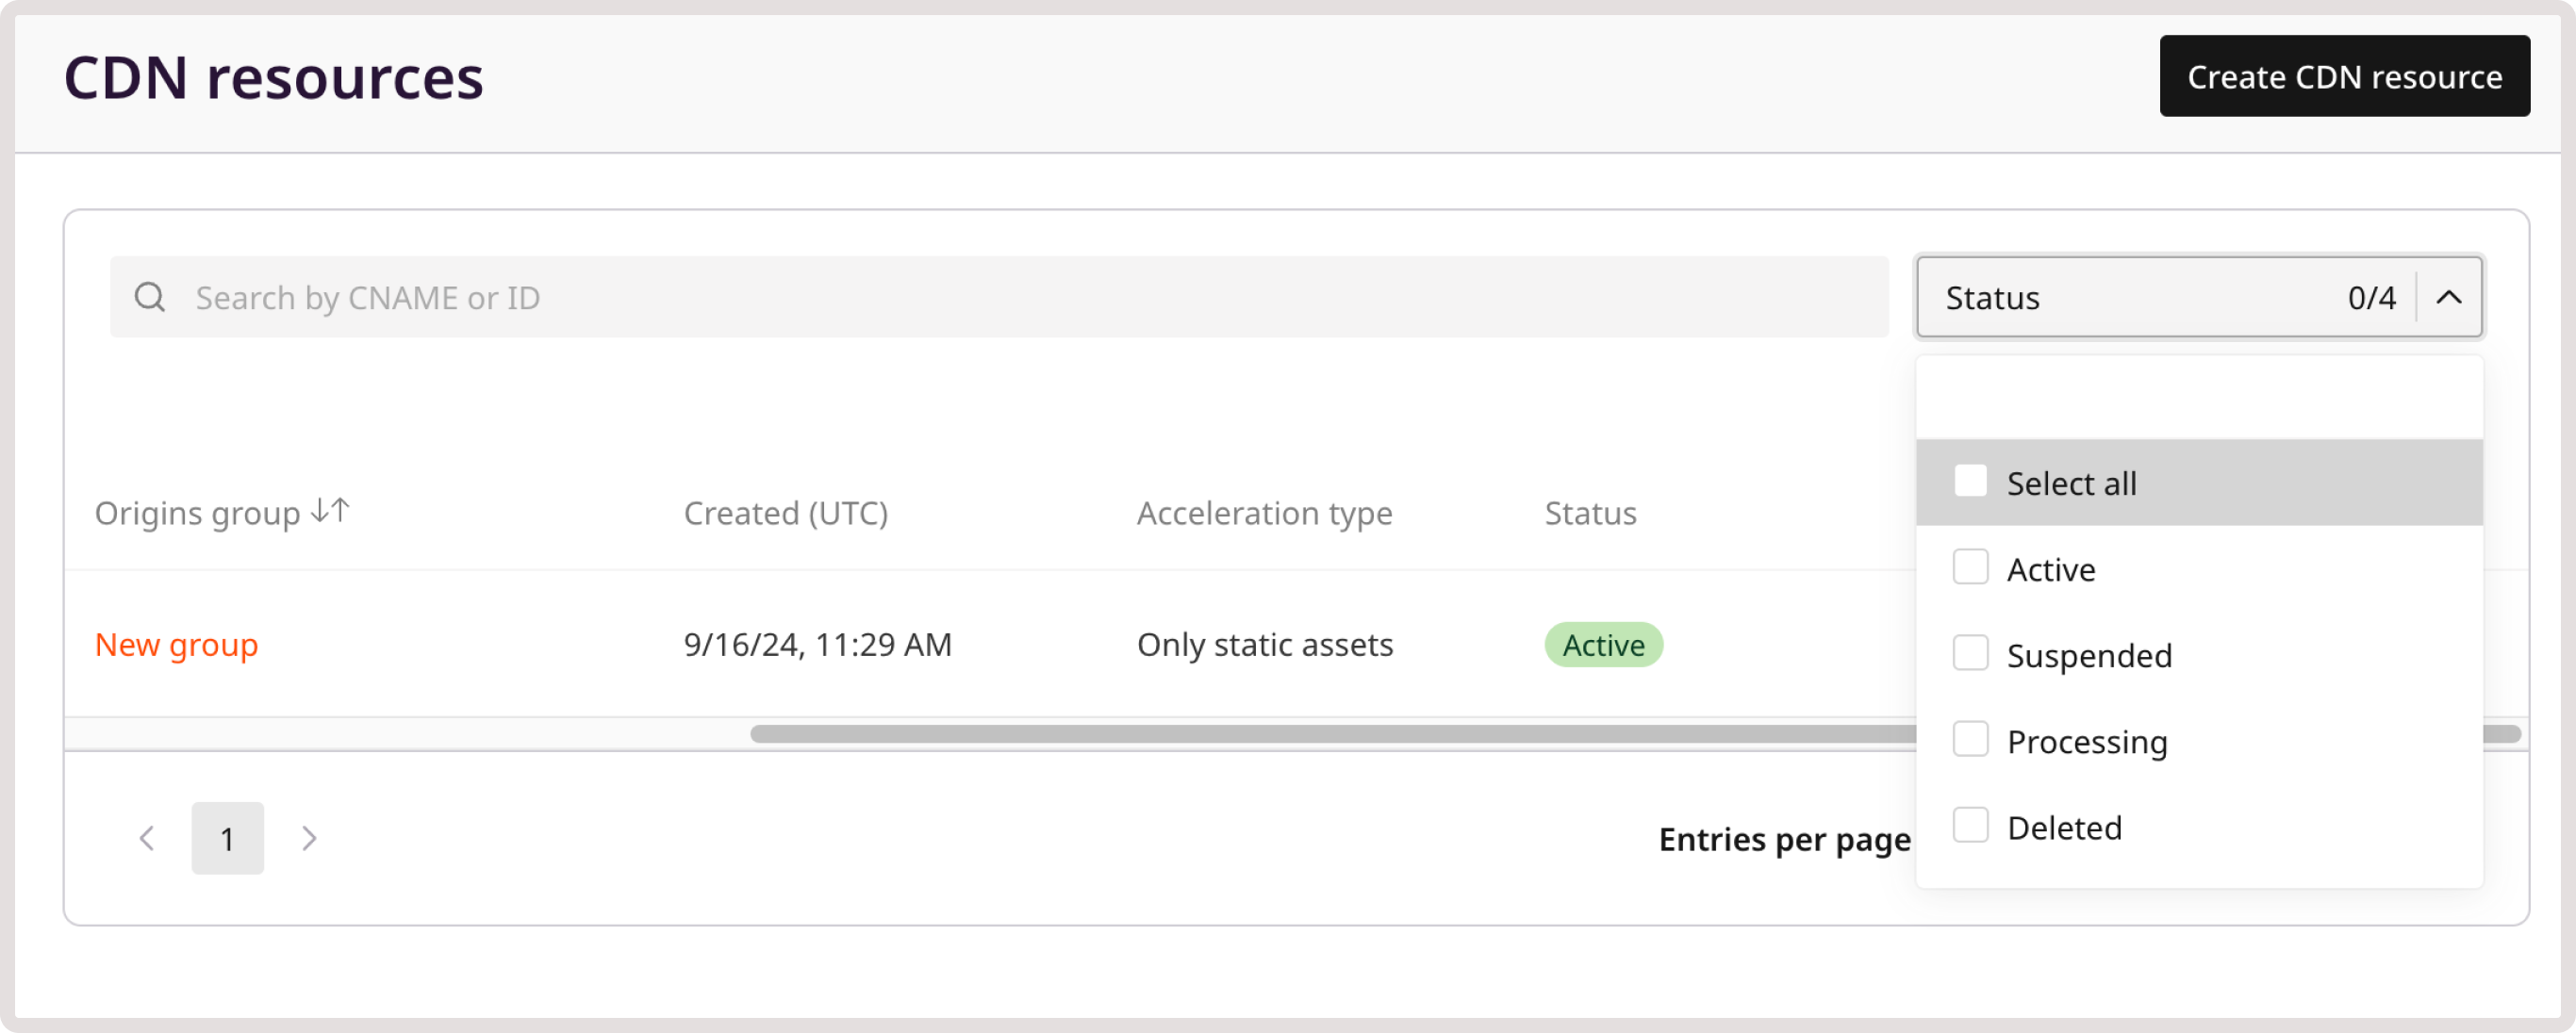 CDN resources
Create CDN resource
Search by CNAME or ID
Status 0/4
Select all
Active
Suspended
Processing
Deleted
Origins group Created (UTC) Acceleration type Status
New group 9/16/24, 11:29 AM Only static assets Active
1
Entries per page